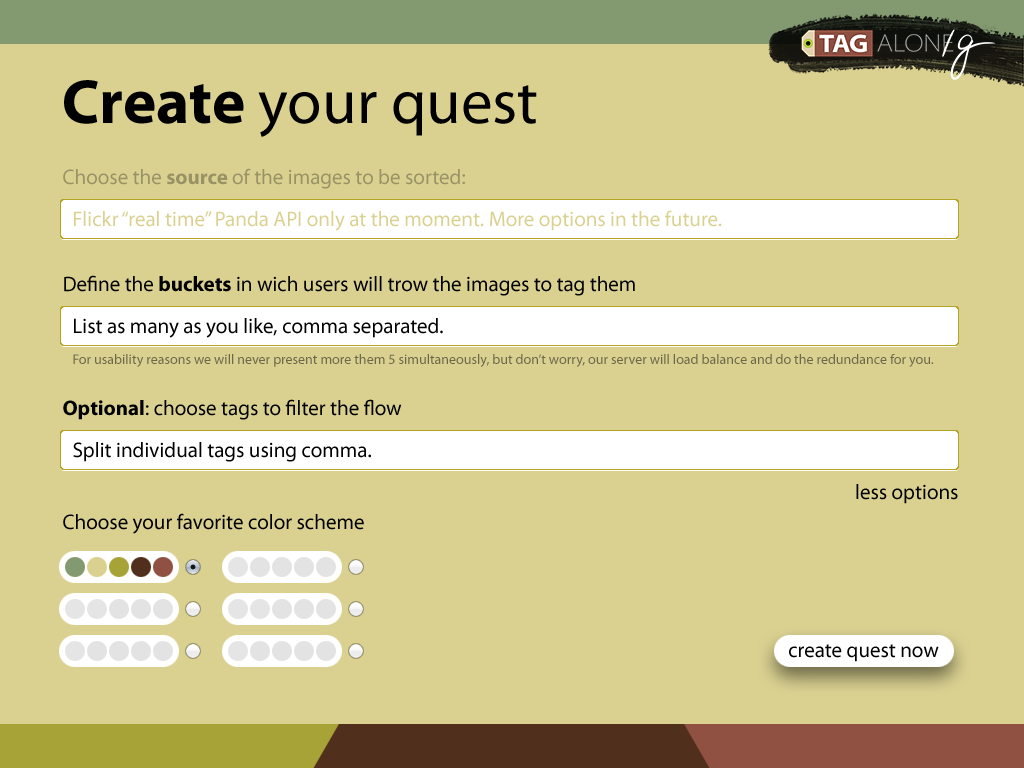 TAG ALONE/g
Create your quest
Choose the source of the images to be sorted:
Flickr “real time” Panda API only at the moment. More options in the future.
Define the buckets in wich users will trow the images to tag them
List as many as you like, comma separated.
For usability reasons we will never present more them 5 simultaneously, but don’t worry, our server will load balance and do the redundance for you.
Optional: choose tags to filter the flow
Split individual tags using comma.
less options
Choose your favorite color scheme
create quest now